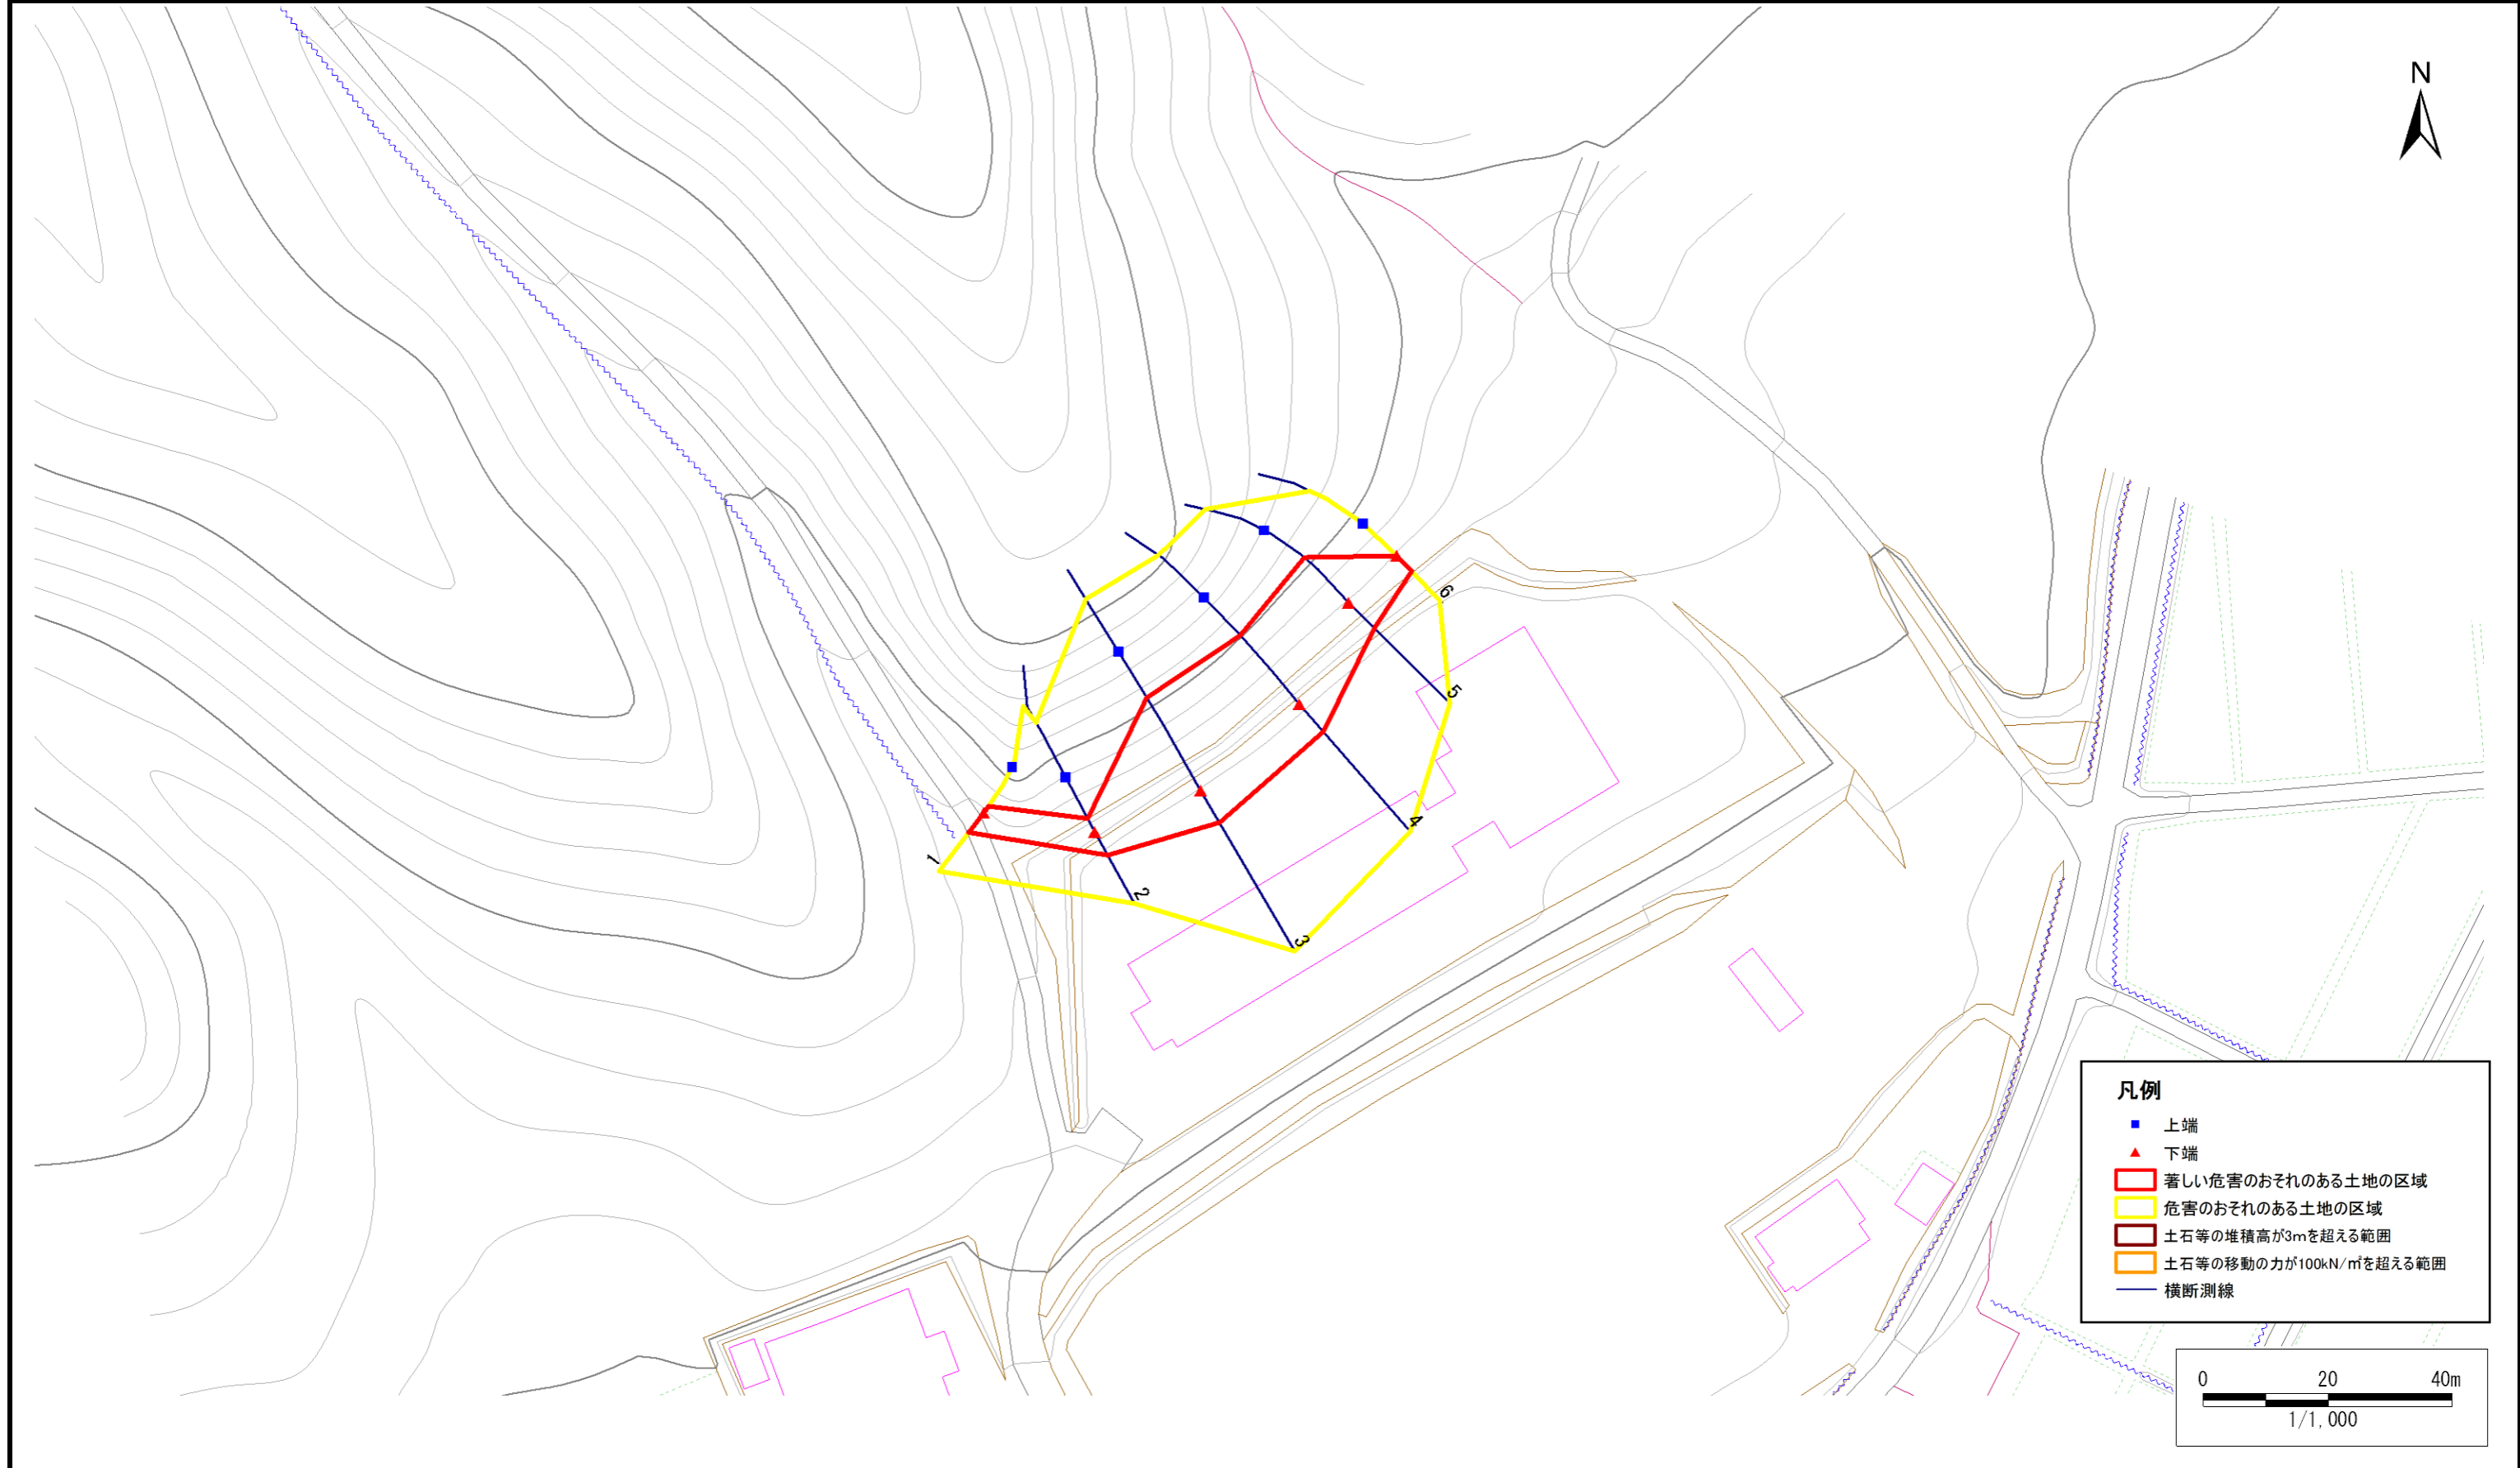 N
6
5
4
1
2
3
凡例
上端
下端
著しい危害のおそれのある土地の区域
危害のおそれのある土地の区域
土石等の堆積高が3mを超える範囲
土石等の移動の力が100kN/㎡を超える範囲
横断測線
0 20 40m
1/1,000